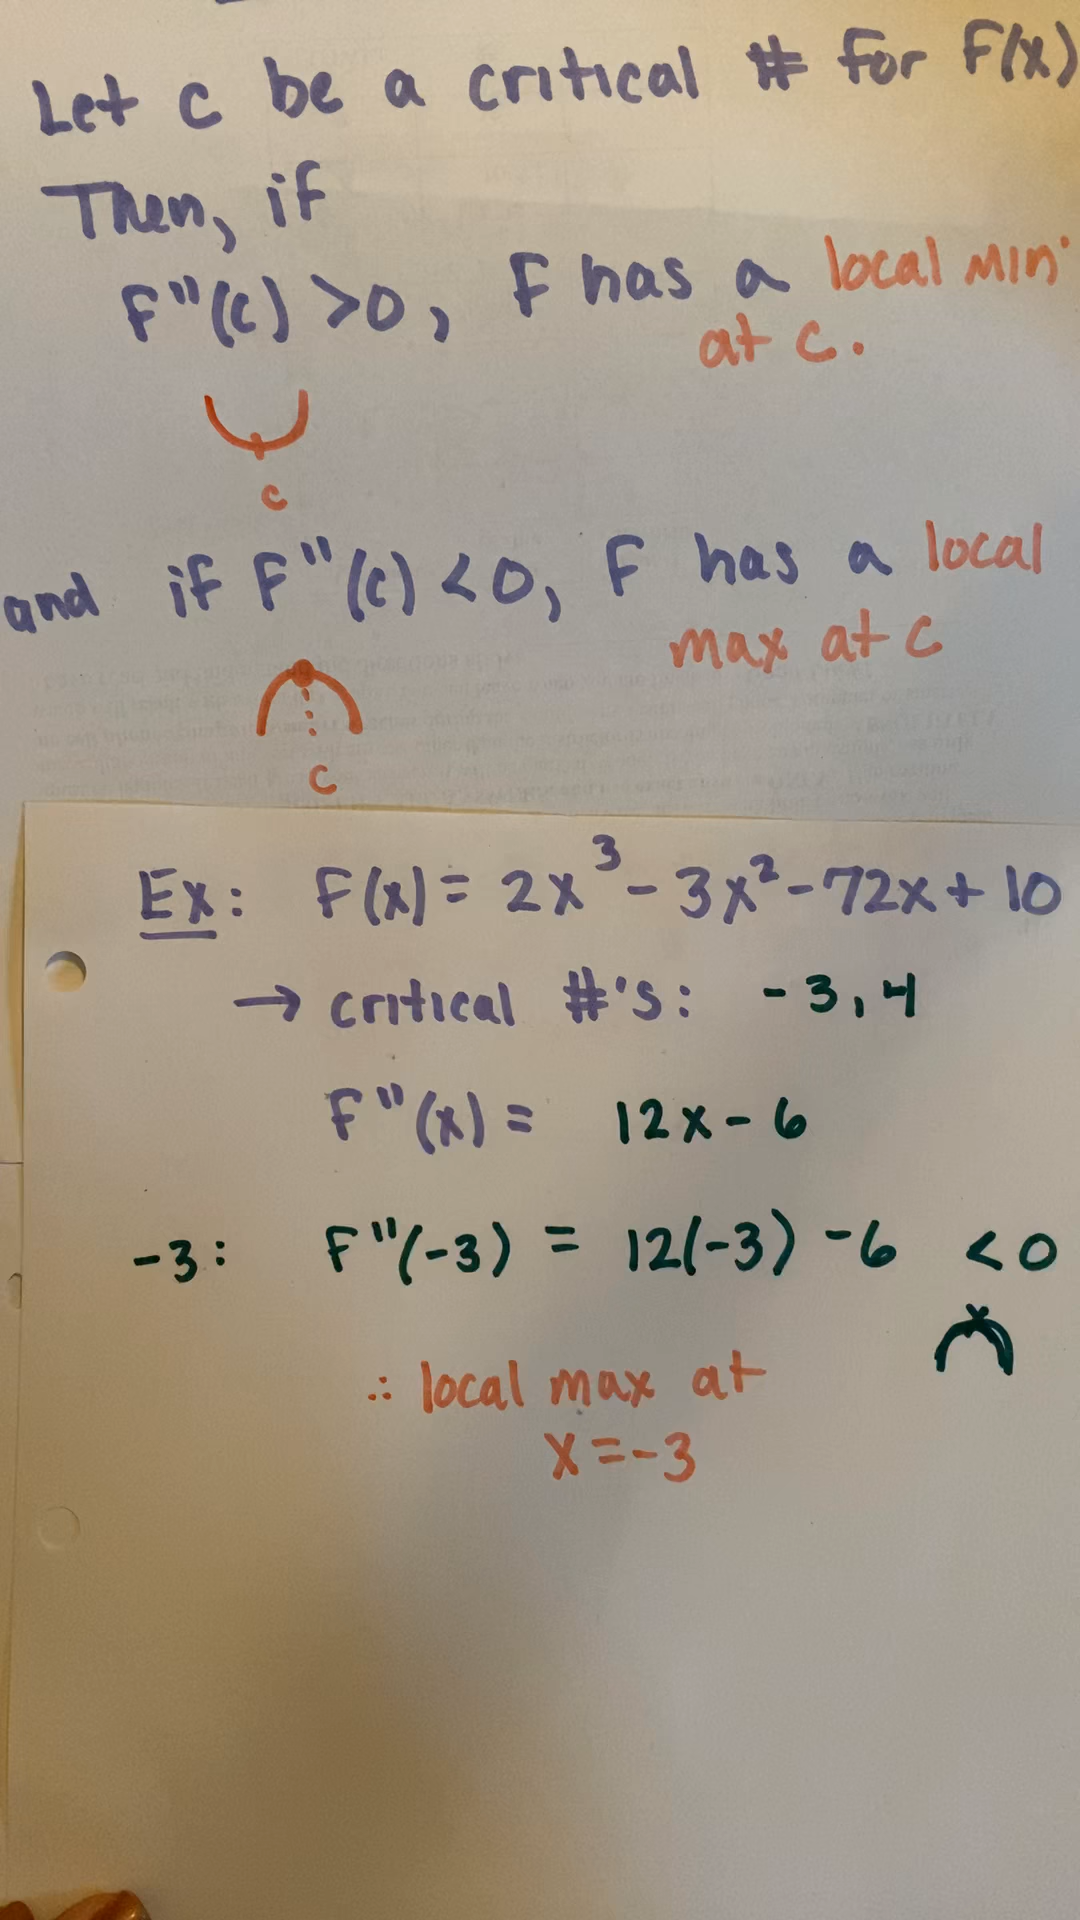 Let c be a critical # for F(x)
Then, if
F"(c) >0, F has a local min
at c.
c
and if F"(c) <0, F has a local
max at c
c
Ex: F(x) = 2x³ - 3x² - 72x + 10
→ critical #'s: -3, 4
F"(x) = 12x - 6
-3: F"(-3) = 12(-3) - 6 < 0
∴ local max at
x = -3